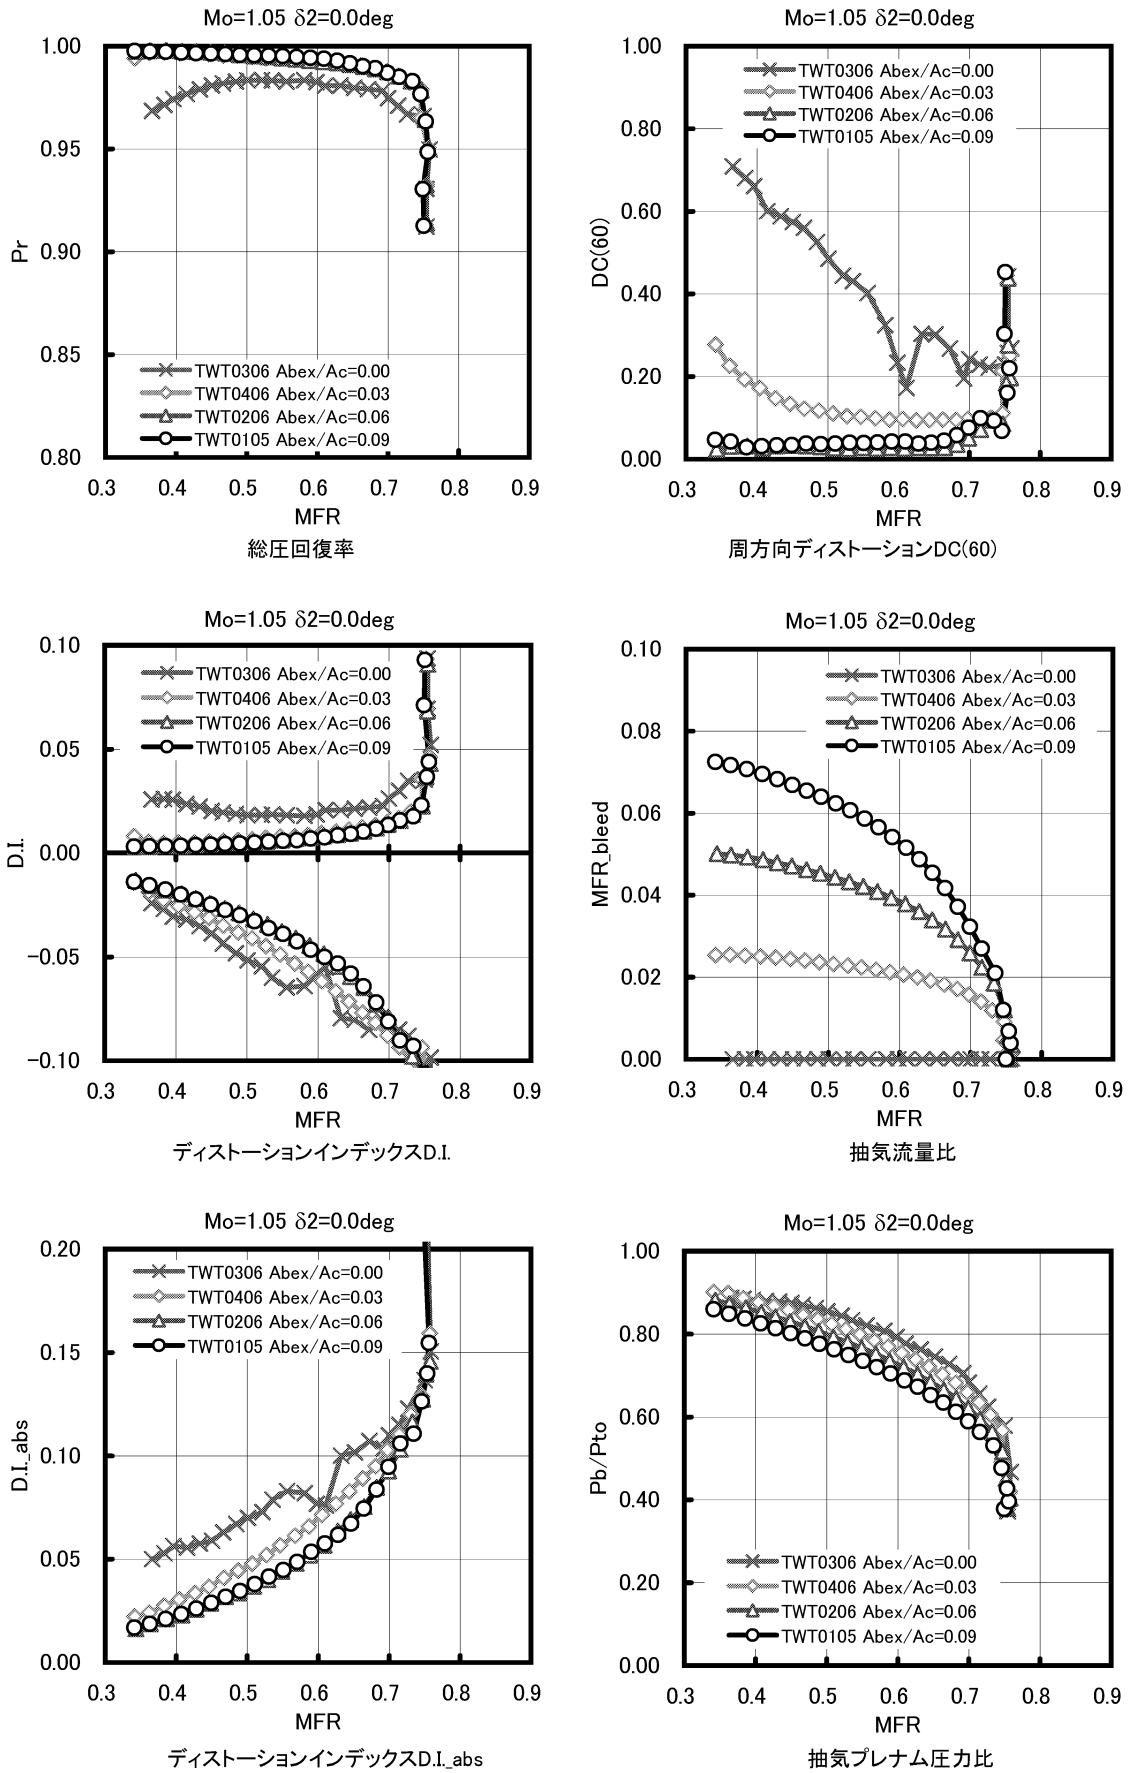 Mo=1.05 δ2=0.0deg
1.00
0.95
0.90
0.85
0.80
Pr
TWT0306 Abex/Ac=0.00
TWT0406 Abex/Ac=0.03
TWT0206 Abex/Ac=0.06
TWT0105 Abex/Ac=0.09
0.3 0.4 0.5 0.6 0.7 0.8 0.9
MFR
総圧回復率
Mo=1.05 δ2=0.0deg
1.00
0.80
0.60
0.40
0.20
0.00
DC(60)
TWT0306 Abex/Ac=0.00
TWT0406 Abex/Ac=0.03
TWT0206 Abex/Ac=0.06
TWT0105 Abex/Ac=0.09
0.3 0.4 0.5 0.6 0.7 0.8 0.9
MFR
周方向ディストーションDC(60)
Mo=1.05 δ2=0.0deg
0.10
0.05
0.00
-0.05
-0.10
D.I.
TWT0306 Abex/Ac=0.00
TWT0406 Abex/Ac=0.03
TWT0206 Abex/Ac=0.06
TWT0105 Abex/Ac=0.09
0.3 0.4 0.5 0.6 0.7 0.8 0.9
MFR
ディストーションインデックスD.I.
Mo=1.05 δ2=0.0deg
0.10
0.08
0.06
0.04
0.02
0.00
MFR_bleed
TWT0306 Abex/Ac=0.00
TWT0406 Abex/Ac=0.03
TWT0206 Abex/Ac=0.06
TWT0105 Abex/Ac=0.09
0.3 0.4 0.5 0.6 0.7 0.8 0.9
MFR
抽気流量比
Mo=1.05 δ2=0.0deg
0.20
0.15
0.10
0.05
0.00
D.I._abs
TWT0306 Abex/Ac=0.00
TWT0406 Abex/Ac=0.03
TWT0206 Abex/Ac=0.06
TWT0105 Abex/Ac=0.09
0.3 0.4 0.5 0.6 0.7 0.8 0.9
MFR
ディストーションインデックスD.I._abs
Mo=1.05 δ2=0.0deg
1.00
0.80
0.60
0.40
0.20
0.00
Pb/Pto
TWT0306 Abex/Ac=0.00
TWT0406 Abex/Ac=0.03
TWT0206 Abex/Ac=0.06
TWT0105 Abex/Ac=0.09
0.3 0.4 0.5 0.6 0.7 0.8 0.9
MFR
抽気プレナム圧力比